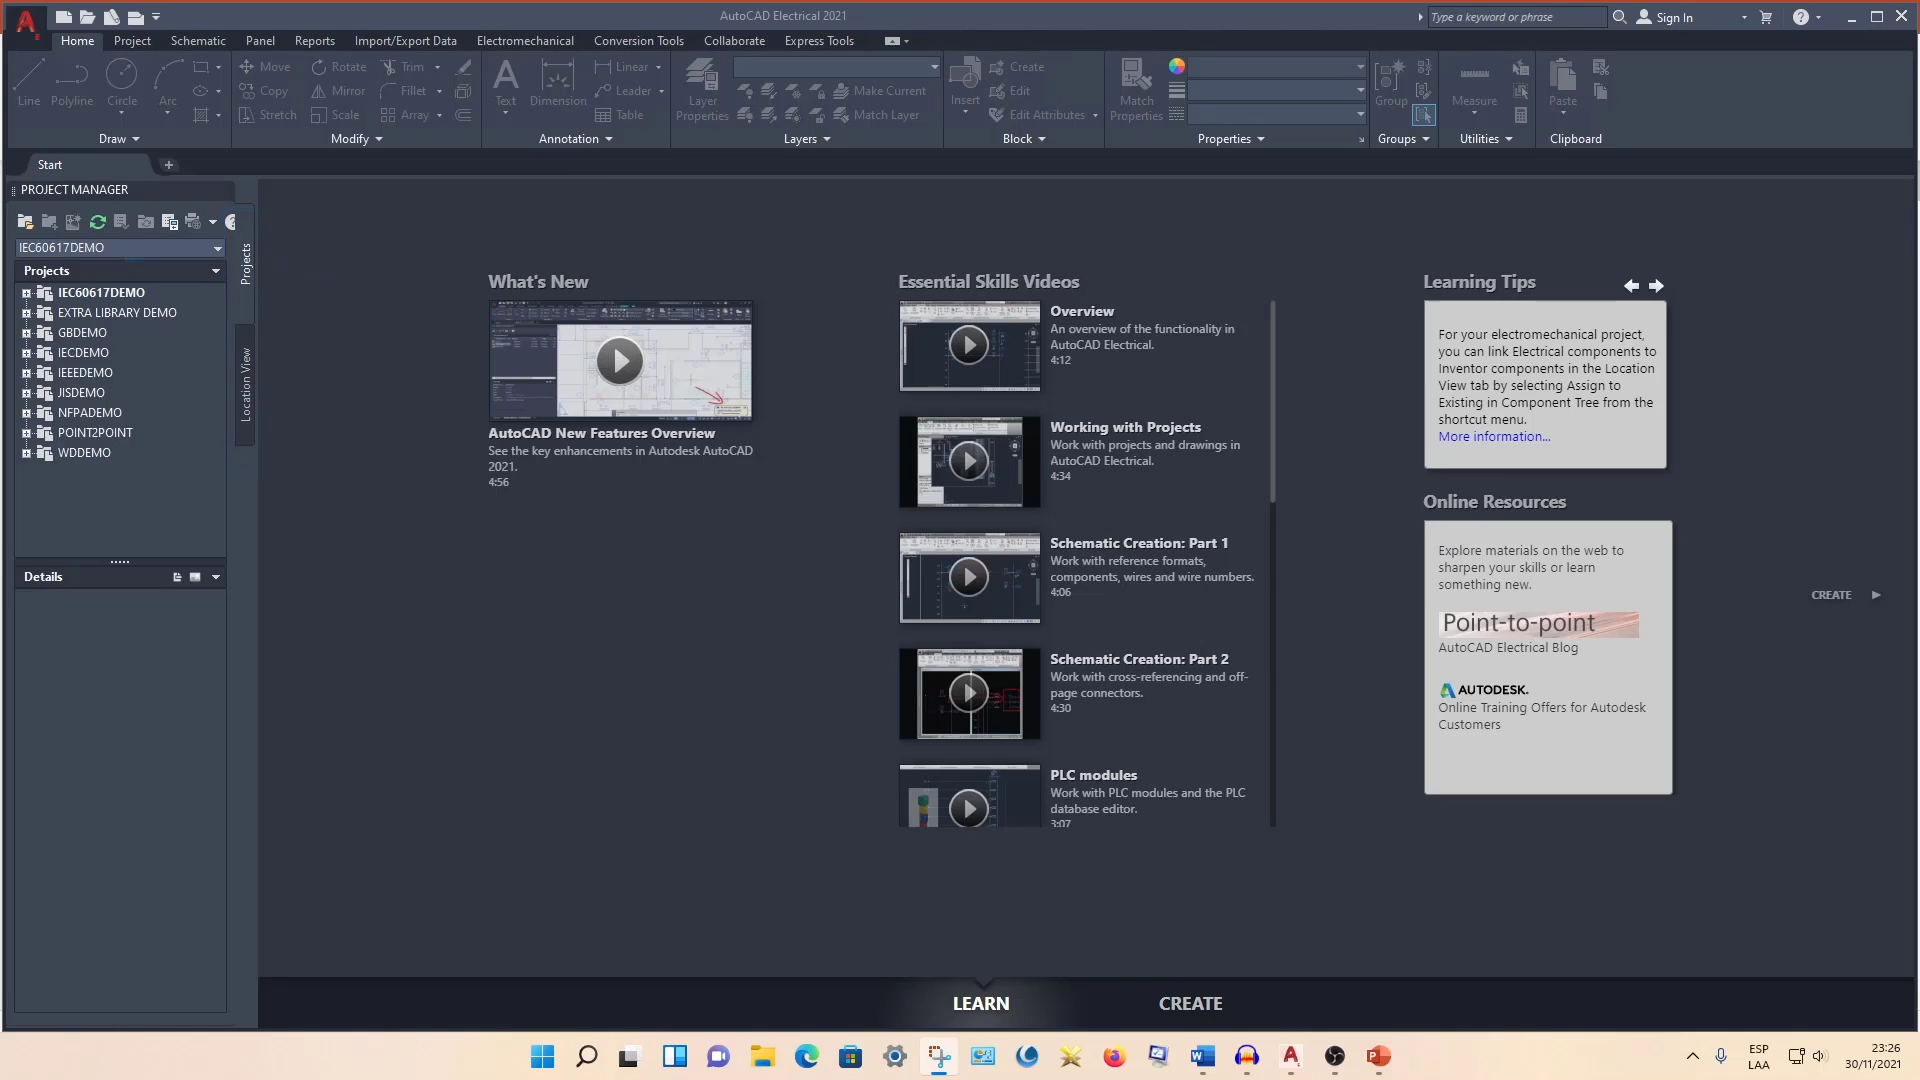 AutoCAD Electrical 2021
Type a keyword or phrase
Sign In
Home Project Schematic Panel Reports Import/Export Data Electromechanical Conversion Tools Collaborate Express Tools
Line Polyline Circle Arc
Draw
Move Rotate Trim
Copy Mirror Fillet
Stretch Scale Array
Modify
Text Dimension
Linear
Leader
Table
Annotation
Layer Properties
Make Current
Match Layer
Layers
Insert
Create
Edit
Edit Attributes
Block
Match Properties
Properties
Group
Groups
Measure
Utilities
Paste
Clipboard
Start
PROJECT MANAGER
IEC60617DEMO
Projects
IEC60617DEMO
EXTRA LIBRARY DEMO
GBDEMO
IECDEMO
IEEEDEMO
JISDEMO
NFPADEMO
POINT2POINT
WDDEMO
Details
Projects
Location View
What's New
AutoCAD New Features Overview
See the key enhancements in Autodesk AutoCAD
2021.
4:56
Essential Skills Videos
Overview
An overview of the functionality in
AutoCAD Electrical.
4:12
Working with Projects
Work with projects and drawings in
AutoCAD Electrical.
4:34
Schematic Creation: Part 1
Work with reference formats,
components, wires and wire numbers.
4:06
Schematic Creation: Part 2
Work with cross-referencing and off-
page connectors.
4:30
PLC modules
Work with PLC modules and the PLC
database editor.
3:07
Learning Tips
For your electromechanical project,
you can link Electrical components to
Inventor components in the Location
View tab by selecting Assign to
Existing in Component Tree from the
shortcut menu.
More information...
Online Resources
Explore materials on the web to
sharpen your skills or learn
something new.
Point-to-point
AutoCAD Electrical Blog
AUTODESK.
Online Training Offers for Autodesk
Customers
CREATE
LEARN CREATE
ESP
LAA
23:26
30/11/2021